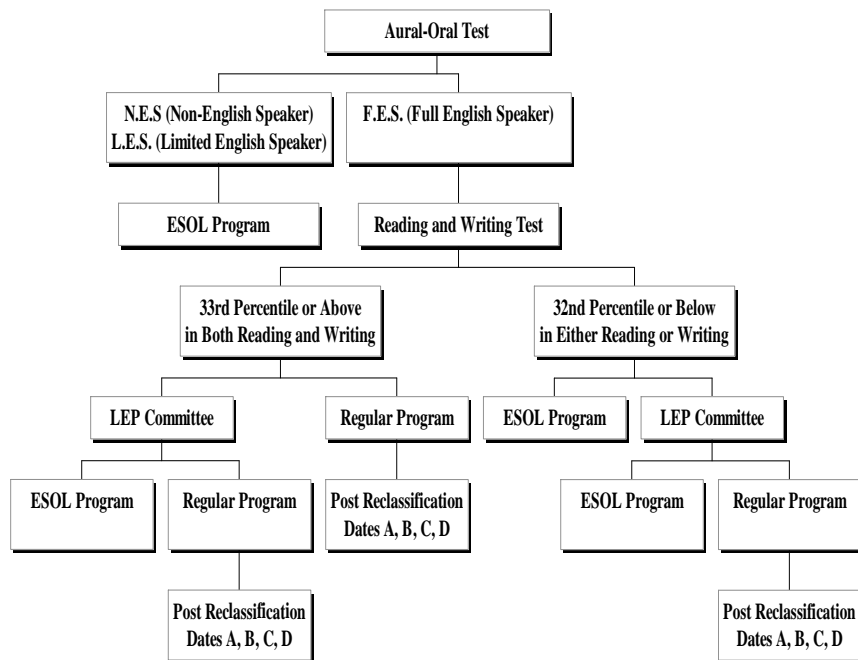 Aural-Oral Test
N.E.S (Non-English Speaker)
L.E.S. (Limited English Speaker)
F.E.S. (Full English Speaker)
ESOL Program
Reading and Writing Test
33rd Percentile or Above
in Both Reading and Writing
32nd Percentile or Below
in Either Reading or Writing
LEP Committee
Regular Program
ESOL Program
LEP Committee
ESOL Program
Regular Program
Post Reclassification
Dates A, B, C, D
ESOL Program
Regular Program
Post Reclassification
Dates A, B, C, D
Post Reclassification
Dates A, B, C, D